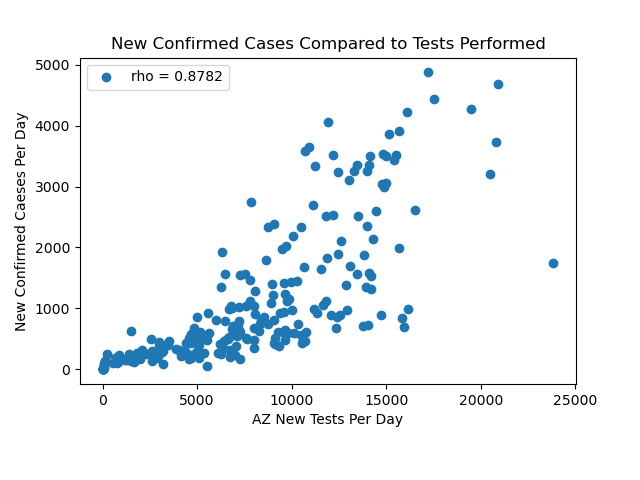 New Confirmed Cases Compared to Tests Performed
rho = 0.8782
New Confirmed Caeses Per Day
5000
4000
3000
2000
1000
0
0 5000 10000 15000 20000 25000
AZ New Tests Per Day